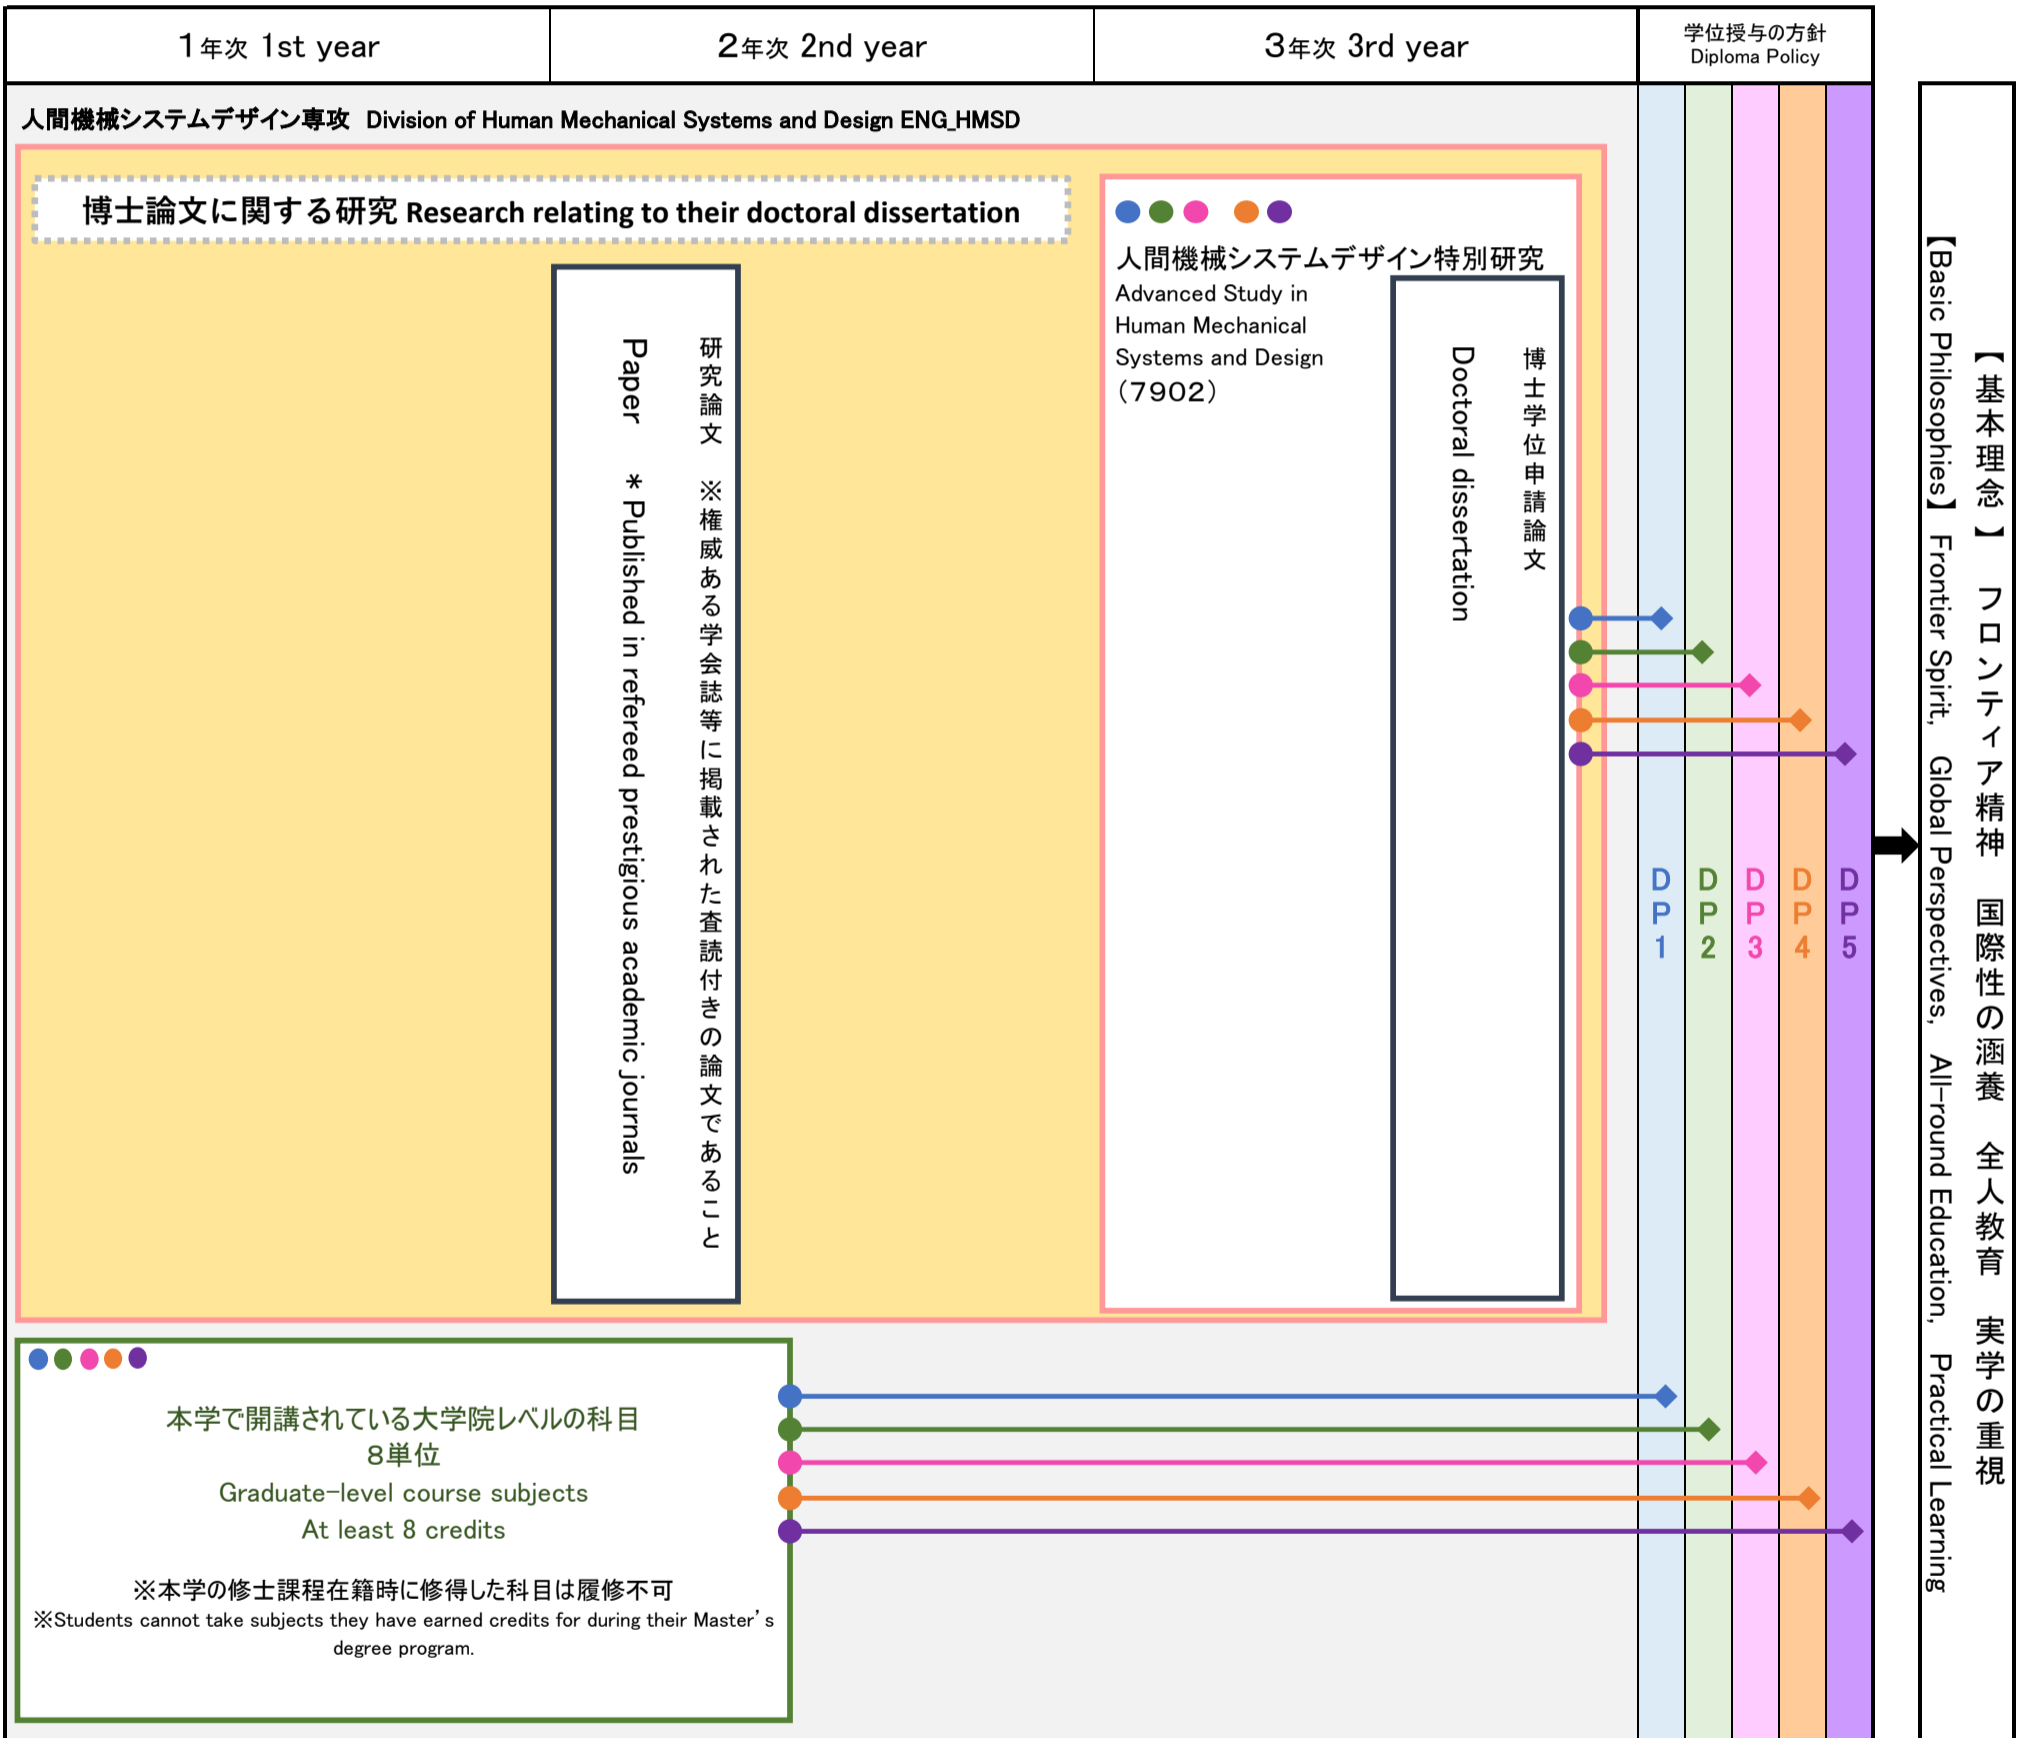 1年次 1st year
2年次 2nd year
3年次 3rd year
学位授与の方針
Diploma Policy
人間機械システムデザイン専攻 Division of Human Mechanical Systems and Design ENG_HMSD
博士論文に関する研究 Research relating to their doctoral dissertation
研究論文 ※権威ある学会誌等に掲載された査読付きの論文であること
Paper *Published in refereed prestigious academic journals
人間機械システムデザイン特別研究
Advanced Study in
Human Mechanical
Systems and Design
（7902）
博士学位申請論文
Doctoral dissertation
DP1
DP2
DP3
DP4
DP5
【基本理念】 フロンティア精神 国際性の涵養 全人教育 実学の重視
【Basic Philosophies】 Frontier Spirit, Global Perspectives, All-round Education, Practical Learning
本学で開講されている大学院レベルの科目
8単位
Graduate-level course subjects
At least 8 credits
※本学の修士課程在籍時に修得した科目は履修不可
※Students cannot take subjects they have earned credits for during their Master's
degree program.